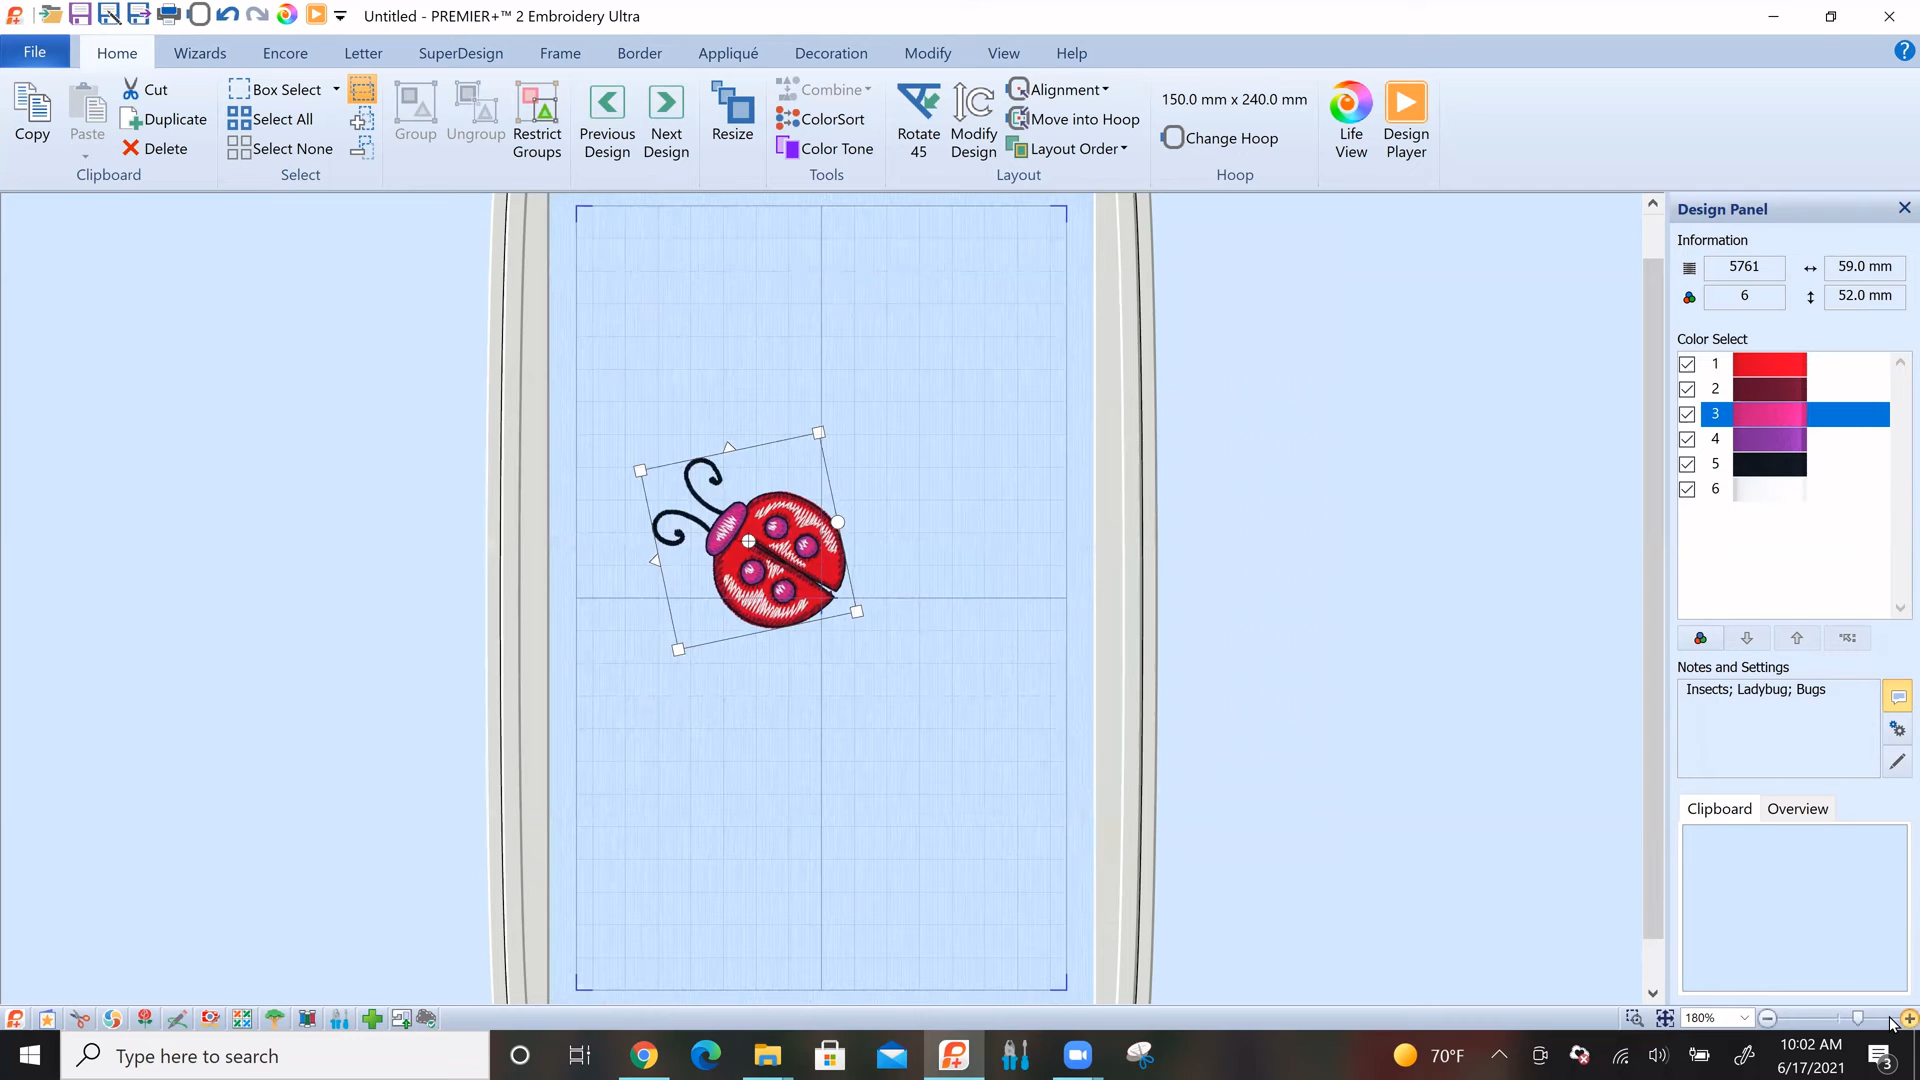 Untitled - PREMIER+™ 2 Embroidery Ultra
File Home Wizards Encore Letter SuperDesign Frame Border Appliqué Decoration Modify View Help
Copy
Paste
Cut
Duplicate
Delete
Clipboard
Box Select
Select All
Select None
Select
Group
Ungroup
Restrict Groups
Previous Design
Next Design
Resize
Combine
ColorSort
Color Tone
Tools
Rotate 45
Modify Design
Alignment
Move into Hoop
Layout Order
Layout
150.0 mm x 240.0 mm
Change Hoop
Hoop
Life View
Design Player
Design Panel
Information
5761 59.0 mm
6 52.0 mm
Color Select
1
2
3
4
5
6
Notes and Settings
Insects; Ladybug; Bugs
Clipboard Overview
180%
Type here to search
70°F
10:02 AM
6/17/2021
3